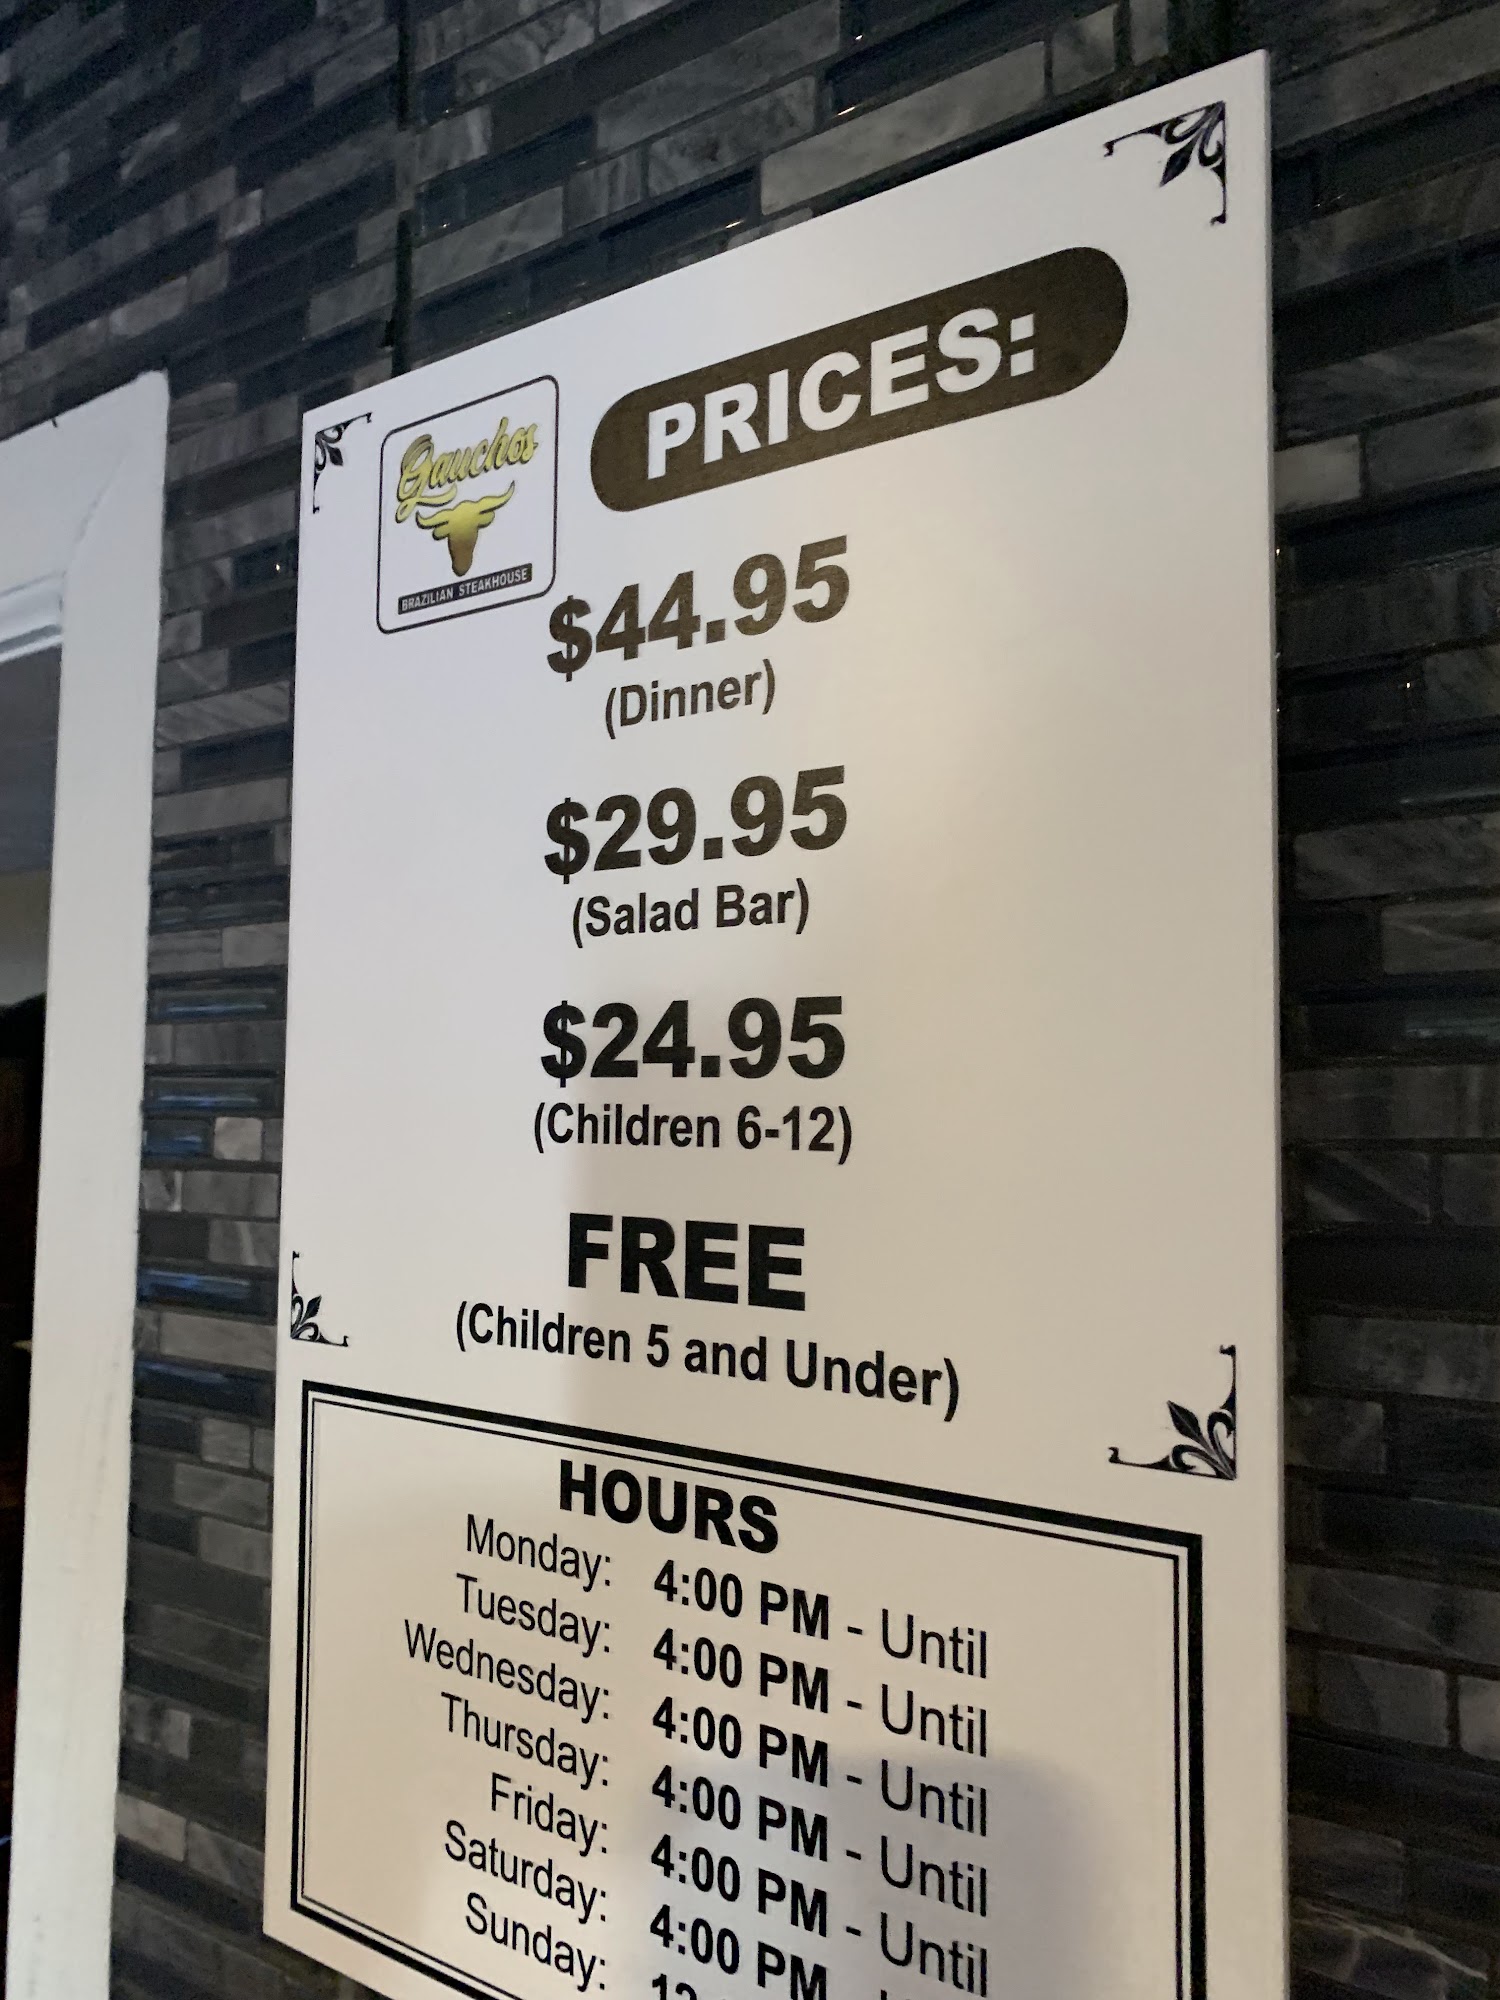 Gauchos
BRAZILIAN STEAKHOUSE
PRICES:
$44.95
(Dinner)
$29.95
(Salad Bar)
$24.95
(Children 6-12)
FREE
(Children 5 and Under)
HOURS
Monday: 4:00 PM - Until
Tuesday: 4:00 PM - Until
Wednesday: 4:00 PM - Until
Thursday: 4:00 PM - Until
Friday: 4:00 PM - Until
Saturday: 4:00 PM -
Sunday: